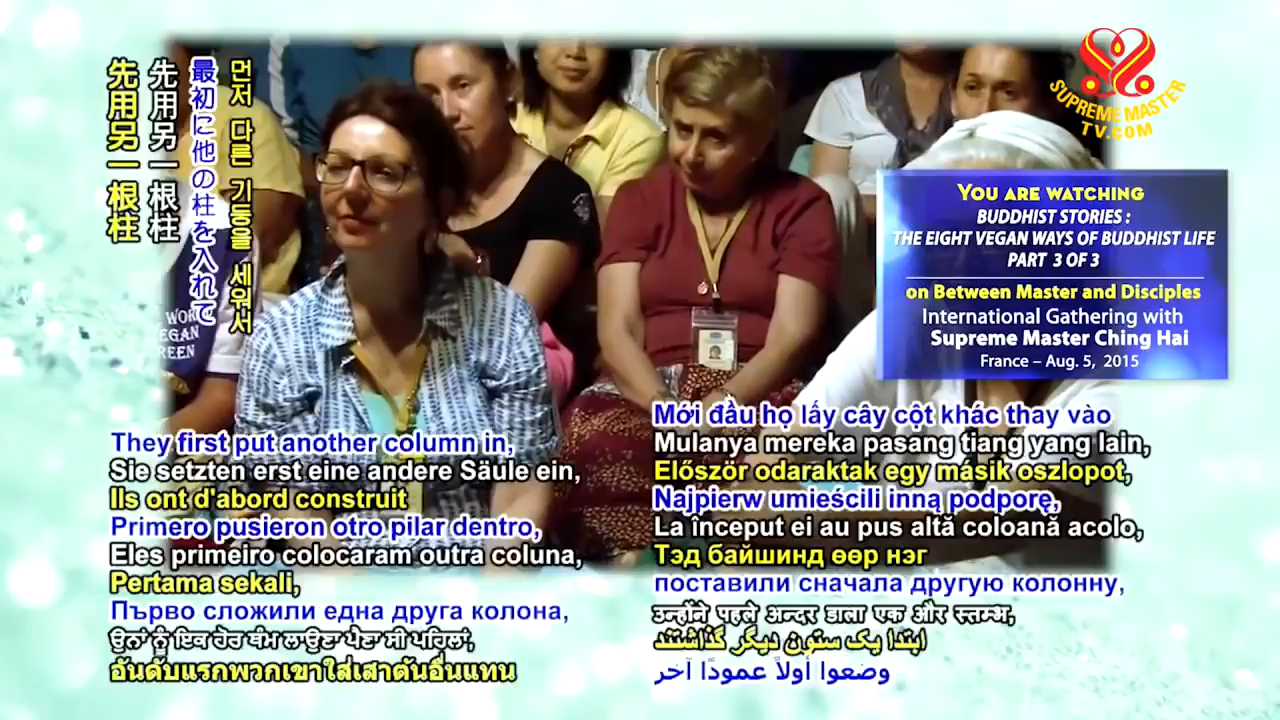 先用另一根柱
先用另一根柱
最初に他の柱を入れて
먼저 다른 기둥을 세워서
SUPREME MASTER
TV.COM
YOU ARE WATCHING
BUDDHIST STORIES :
THE EIGHT VEGAN WAYS OF BUDDHIST LIFE
PART 3 OF 3
on Between Master and Disciples
International Gathering with
Supreme Master Ching Hai
France – Aug. 5, 2015
They first put another column in,
Sie setzten erst eine andere Säule ein,
Ils ont d'abord construit
Primero pusieron otro pilar dentro,
Eles primeiro colocaram outra coluna,
Pertama sekali,
Първо сложили една друга колона,
ਉਨਾਂ ਨੂੰ ਇਕ ਹੋਰ ਥੰਮ ਲਾਉਣਾ ਪੈਣਾ ਸੀ ਪਹਿਲਾਂ,
อันดับแรกพวกเขาใส่เสาต้นอื่นแทน
Mới đầu họ lấy cây cột khác thay vào
Mulanya mereka pasang tiang yang lain,
Először odaraktak egy másik oszlopot,
Najpierw umieścili inną podporę,
La început ei au pus altă coloană acolo,
Тэд байшинд өөр нэг
поставили сначала другую колонну,
उन्होंने पहले अन्दर डाला एक और स्तम्भ,
ابتدا یک ستون دیگر گذاشتند
وضعوا أولاً عمودًا آخر